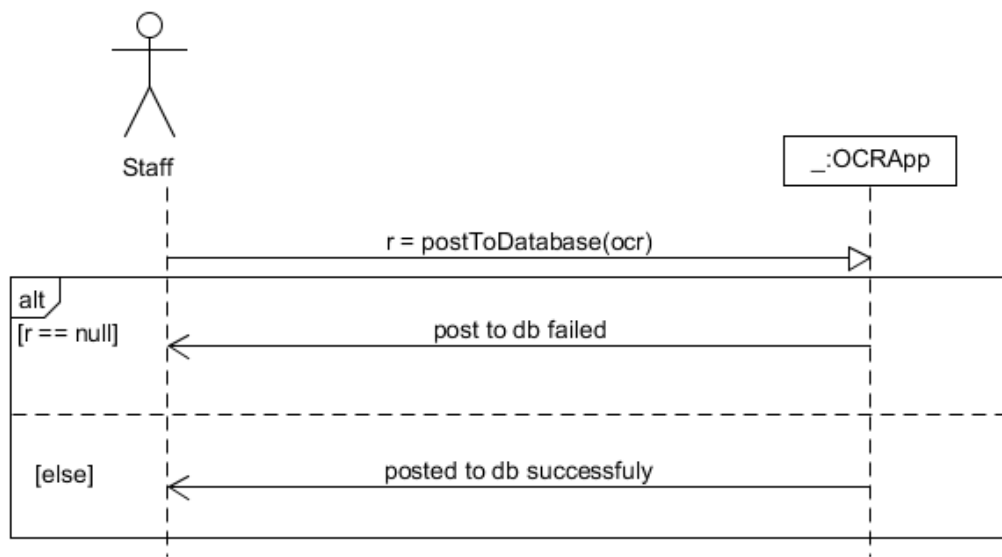 Staff
_:OCRApp
r = postToDatabase(ocr)
alt
[r == null]
post to db failed
[else]
posted to db successfuly